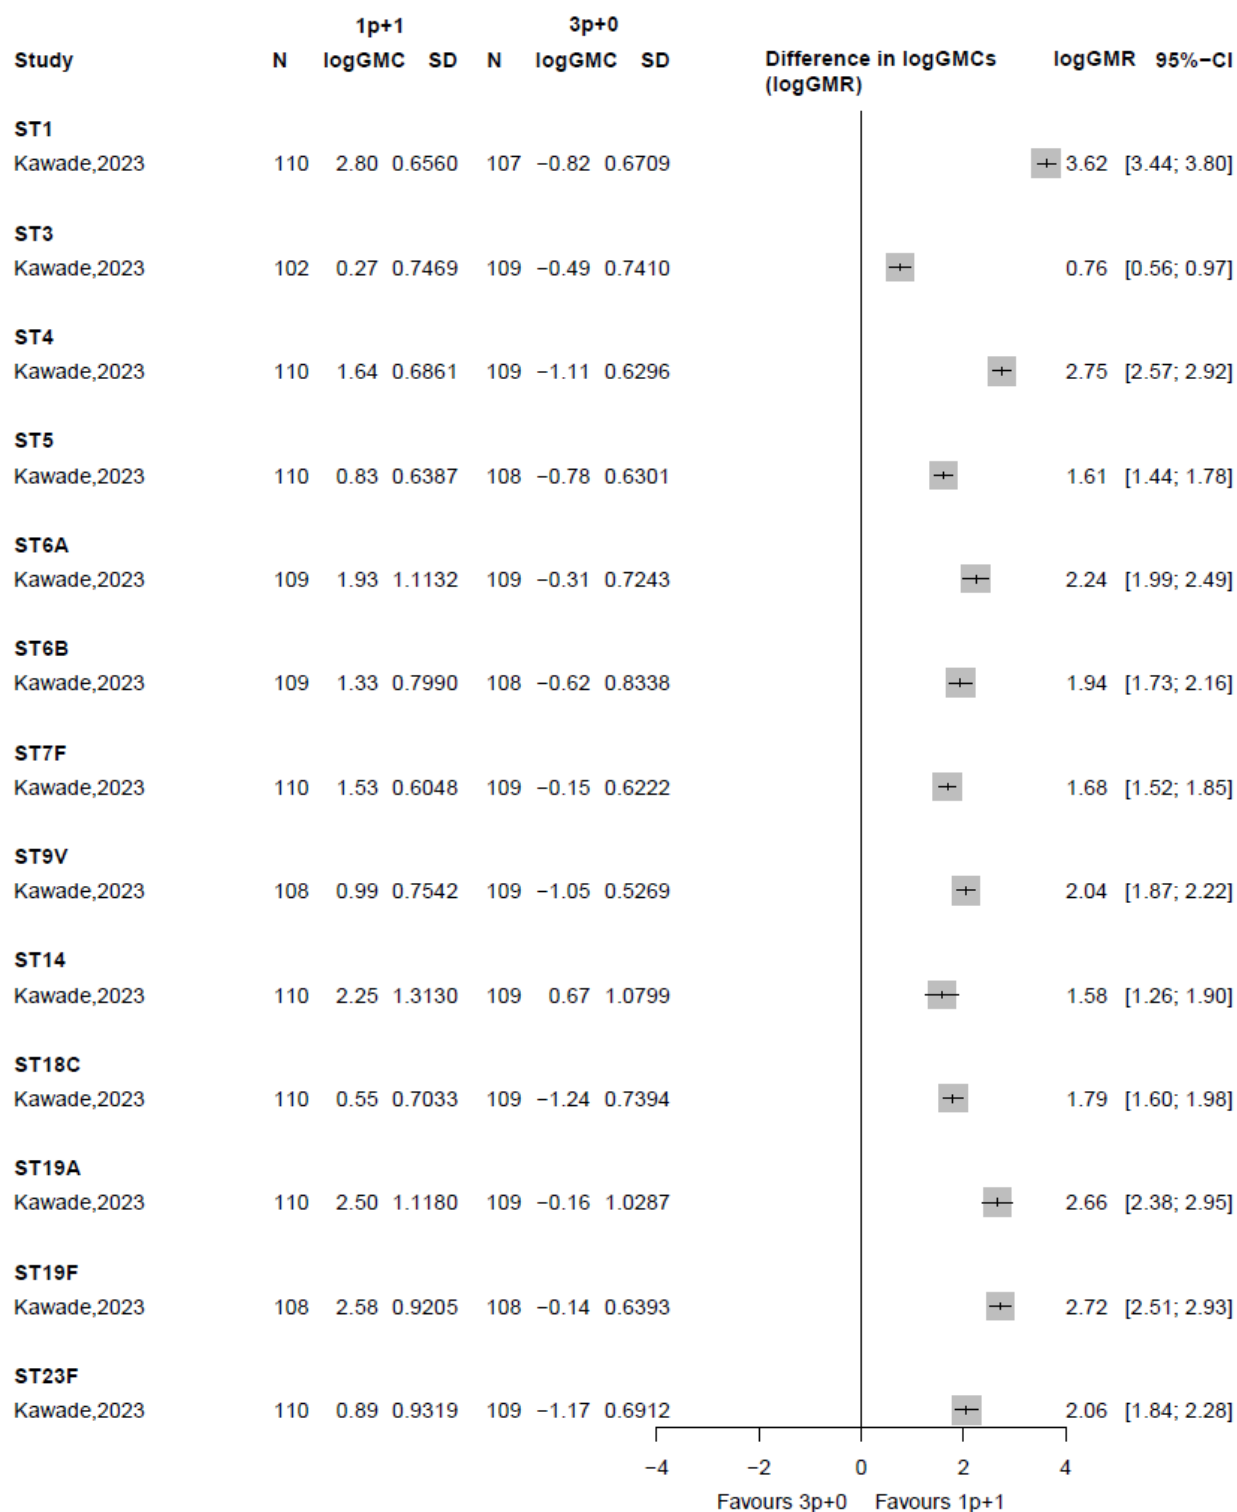 1p+1 3p+0
Study N logGMC SD N logGMC SD Difference in logGMCs logGMR 95%−CI
(logGMR)
ST1
Kawade,2023 110 2.80 0.6560 107 −0.82 0.6709 3.62 [3.44; 3.80]
ST3
Kawade,2023 102 0.27 0.7469 109 −0.49 0.7410 0.76 [0.56; 0.97]
ST4
Kawade,2023 110 1.64 0.6861 109 −1.11 0.6296 2.75 [2.57; 2.92]
ST5
Kawade,2023 110 0.83 0.6387 108 −0.78 0.6301 1.61 [1.44; 1.78]
ST6A
Kawade,2023 109 1.93 1.1132 109 −0.31 0.7243 2.24 [1.99; 2.49]
ST6B
Kawade,2023 109 1.33 0.7990 108 −0.62 0.8338 1.94 [1.73; 2.16]
ST7F
Kawade,2023 110 1.53 0.6048 109 −0.15 0.6222 1.68 [1.52; 1.85]
ST9V
Kawade,2023 108 0.99 0.7542 109 −1.05 0.5269 2.04 [1.87; 2.22]
ST14
Kawade,2023 110 2.25 1.3130 109 0.67 1.0799 1.58 [1.26; 1.90]
ST18C
Kawade,2023 110 0.55 0.7033 109 −1.24 0.7394 1.79 [1.60; 1.98]
ST19A
Kawade,2023 110 2.50 1.1180 109 −0.16 1.0287 2.66 [2.38; 2.95]
ST19F
Kawade,2023 108 2.58 0.9205 108 −0.14 0.6393 2.72 [2.51; 2.93]
ST23F
Kawade,2023 110 0.89 0.9319 109 −1.17 0.6912 2.06 [1.84; 2.28]
−4 −2 0 2 4
Favours 3p+0 Favours 1p+1